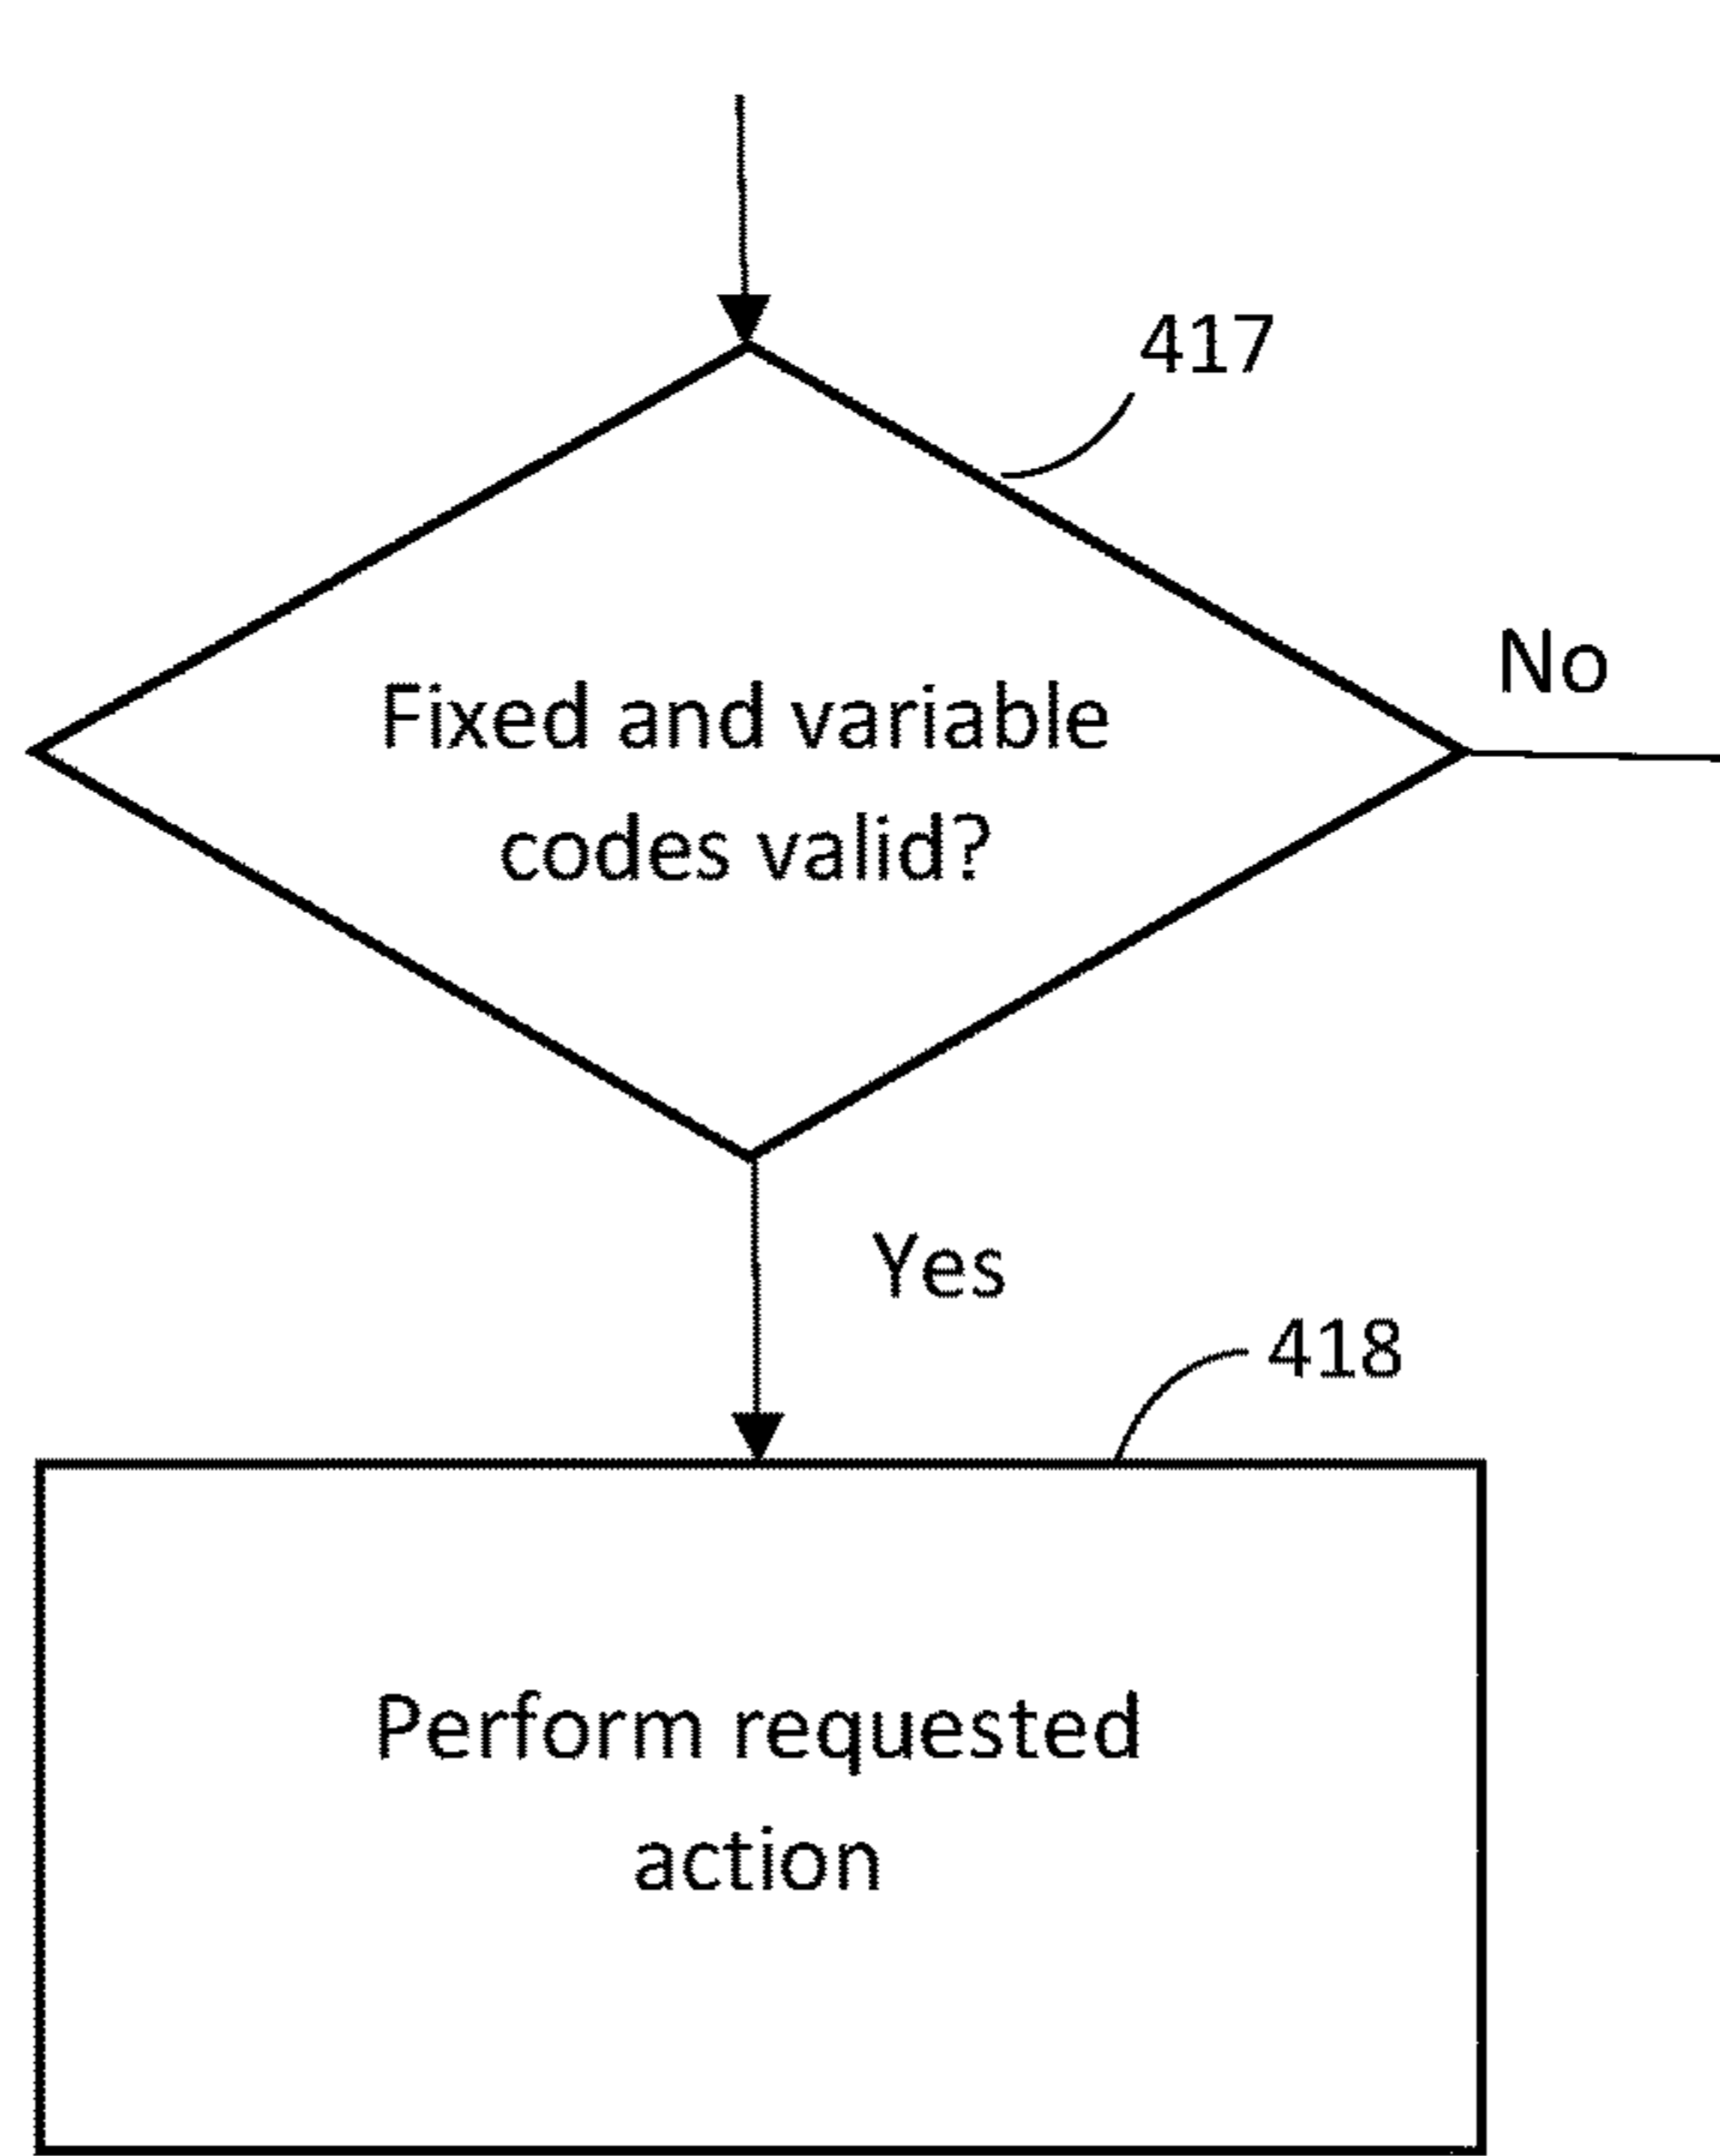 417
No
Fixed and variable
codes valid?
Yes
418
Perform requested
action